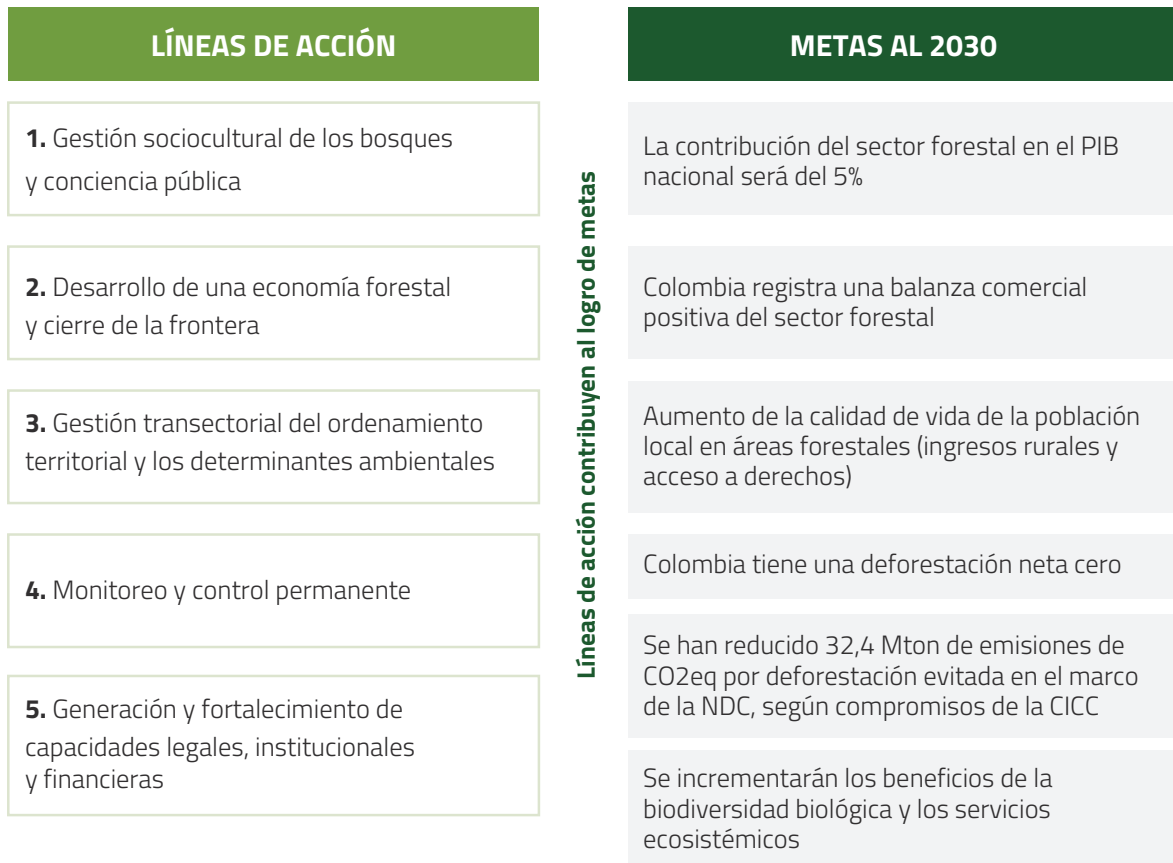 LÍNEAS DE ACCIÓN
1. Gestión sociocultural de los bosques
y conciencia pública
2. Desarrollo de una economía forestal
y cierre de la frontera
3. Gestión transectorial del ordenamiento
territorial y los determinantes ambientales
4. Monitoreo y control permanente
5. Generación y fortalecimiento de
capacidades legales, institucionales
y financieras
Líneas de acción contribuyen al logro de metas
METAS AL 2030
La contribución del sector forestal en el PIB
nacional será del 5%
Colombia registra una balanza comercial
positiva del sector forestal
Aumento de la calidad de vida de la población
local en áreas forestales (ingresos rurales y
acceso a derechos)
Colombia tiene una deforestación neta cero
Se han reducido 32,4 Mton de emisiones de
CO2eq por deforestación evitada en el marco
de la NDC, según compromisos de la CICC
Se incrementarán los beneficios de la
biodiversidad biológica y los servicios
ecosistémicos